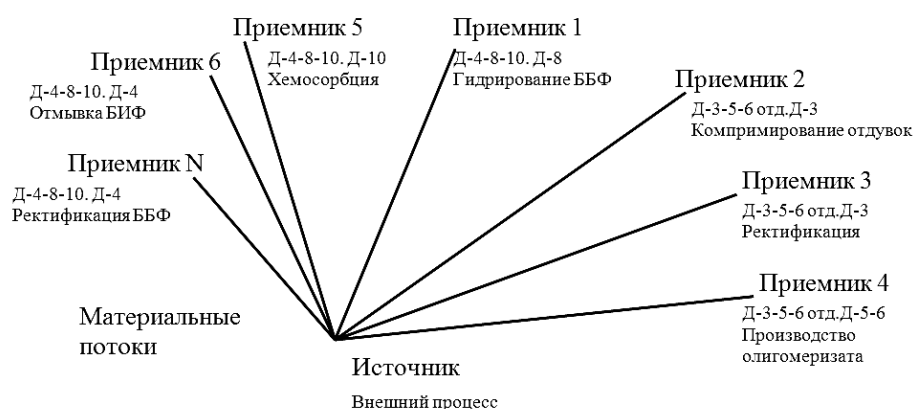 Приемник 5
Д-4-8-10. Д-10
Хемосорбция
Приемник 1
Д-4-8-10. Д-8
Гидрирование ББФ
Приемник 6
Д-4-8-10. Д-4
Отмывка БИФ
Приемник 2
Д-3-5-6 отд.Д-3
Компримирование отдувок
Приемник N
Д-4-8-10. Д-4
Ректификация ББФ
Приемник 3
Д-3-5-6 отд.Д-3
Ректификация
Приемник 4
Д-3-5-6 отд.Д-5-6
Производство
олигомеризата
Материальные
потоки
Источник
Внешний процесс